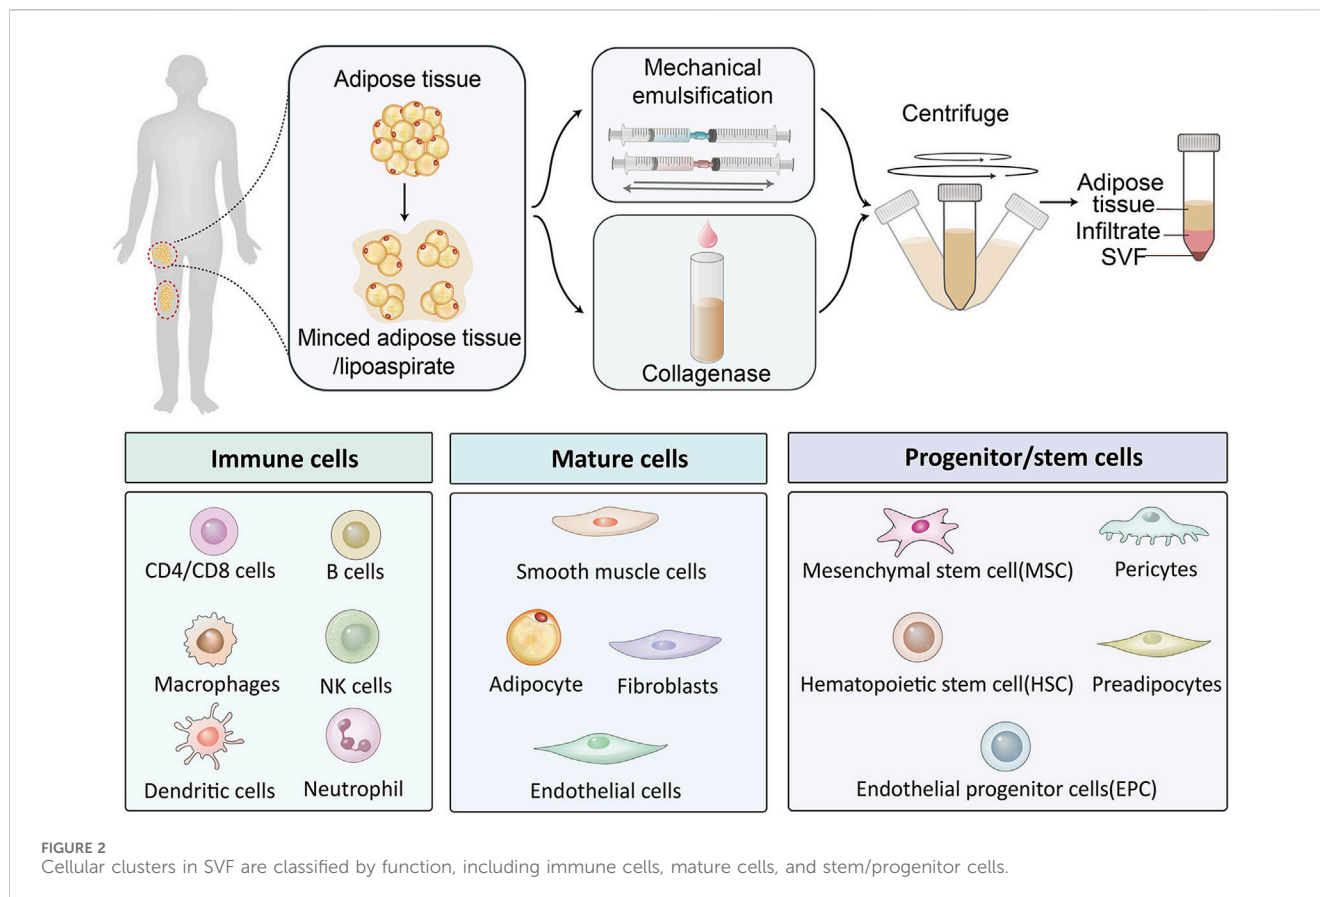 Adipose tissue
Minced adipose tissue
/lipoaspirate
Mechanical
emulsification
Collagenase
Centrifuge
Adipose
tissue
Infiltrate
SVF
Immune cells
CD4/CD8 cells
B cells
Macrophages
NK cells
Dendritic cells
Neutrophil
Mature cells
Smooth muscle cells
Adipocyte
Fibroblasts
Endothelial cells
Progenitor/stem cells
Mesenchymal stem cell(MSC)
Pericytes
Hematopoietic stem cell(HSC)
Preadipocytes
Endothelial progenitor cells(EPC)
FIGURE 2
Cellular clusters in SVF are classified by function, including immune cells, mature cells, and stem/progenitor cells.